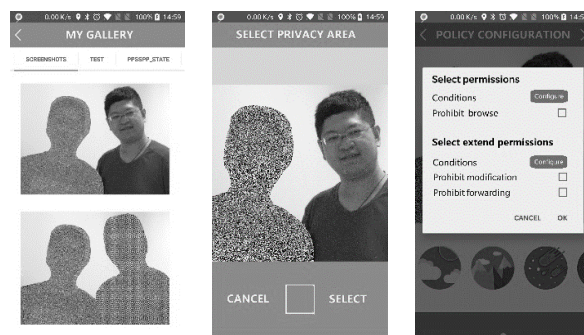 0.00 K/s 100% 14:59
MY GALLERY
SCREENSHOTS TEST PPSSPP_STATE
0.00 K/s 100% 14:59
SELECT PRIVACY AREA
CANCEL SELECT
0.00 K/s 100% 14:59
POLICY CONFIGURATION
Select permissions
Conditions Configure
Prohibit browse
Select extend permissions
Conditions Configure
Prohibit modification
Prohibit forwarding
CANCEL OK